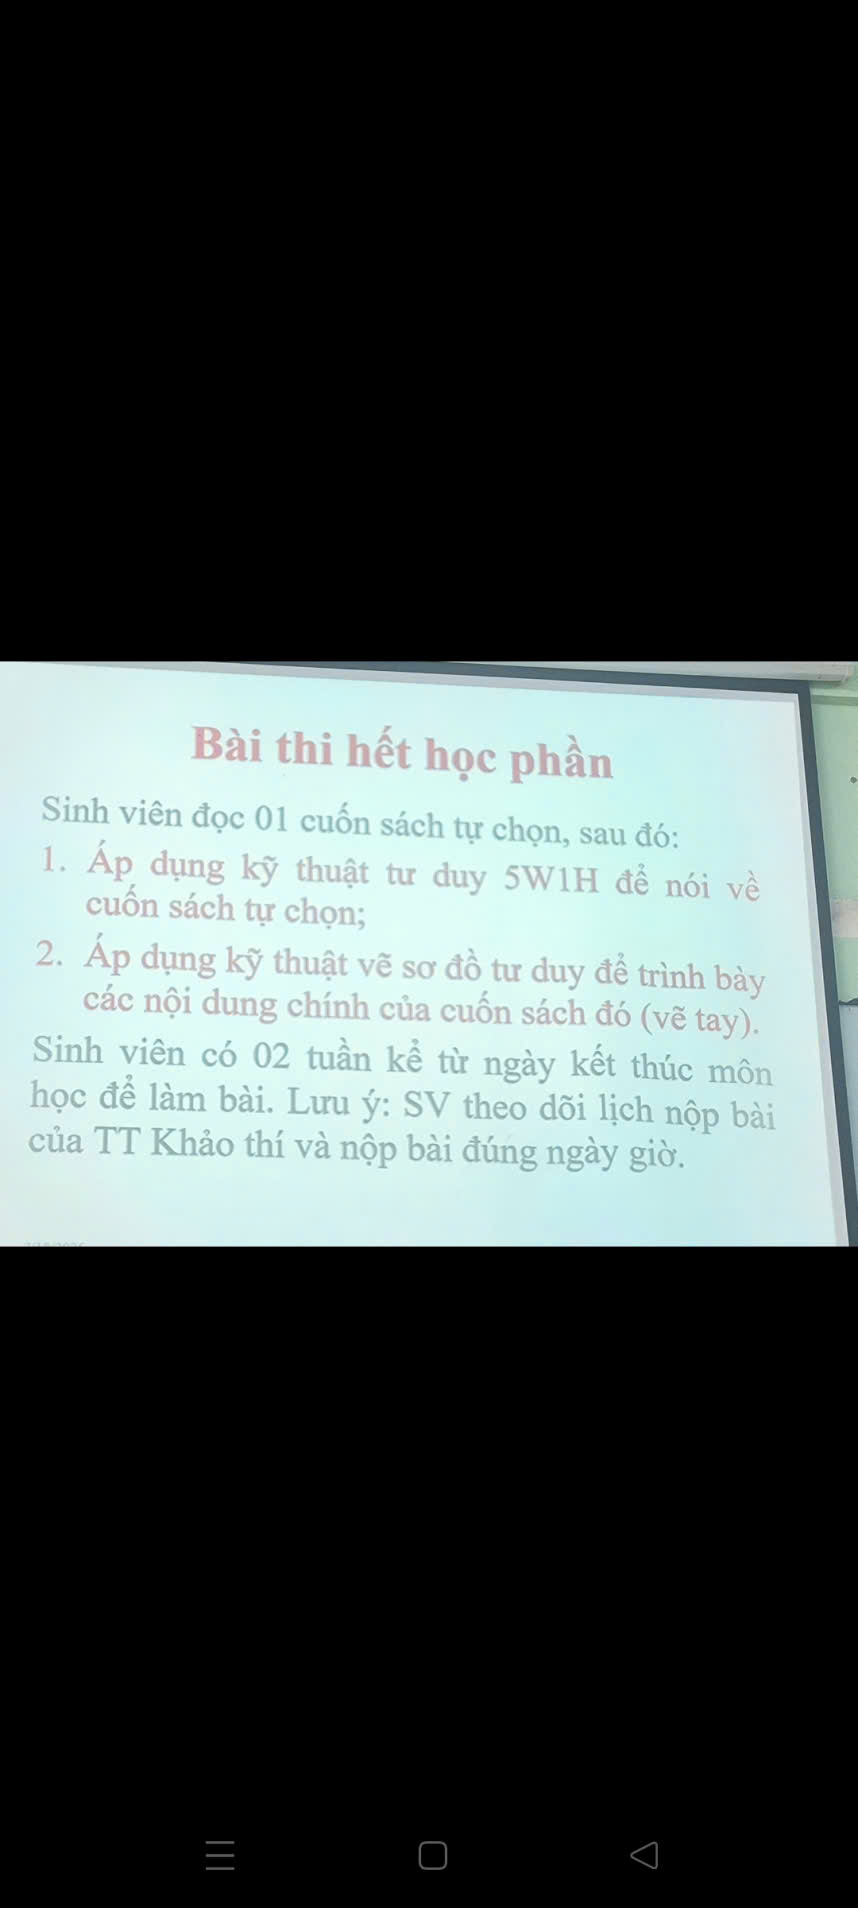 Bài thi hết học phần
Sinh viên đọc 01 cuốn sách tự chọn, sau đó:
1. Áp dụng kỹ thuật tư duy 5W1H để nói về
cuốn sách tự chọn;
2. Áp dụng kỹ thuật vẽ sơ đồ tư duy để trình bày
các nội dung chính của cuốn sách đó (vẽ tay).
Sinh viên có 02 tuần kể từ ngày kết thúc môn
học để làm bài. Lưu ý: SV theo dõi lịch nộp bài
của TT Khảo thí và nộp bài đúng ngày giờ.